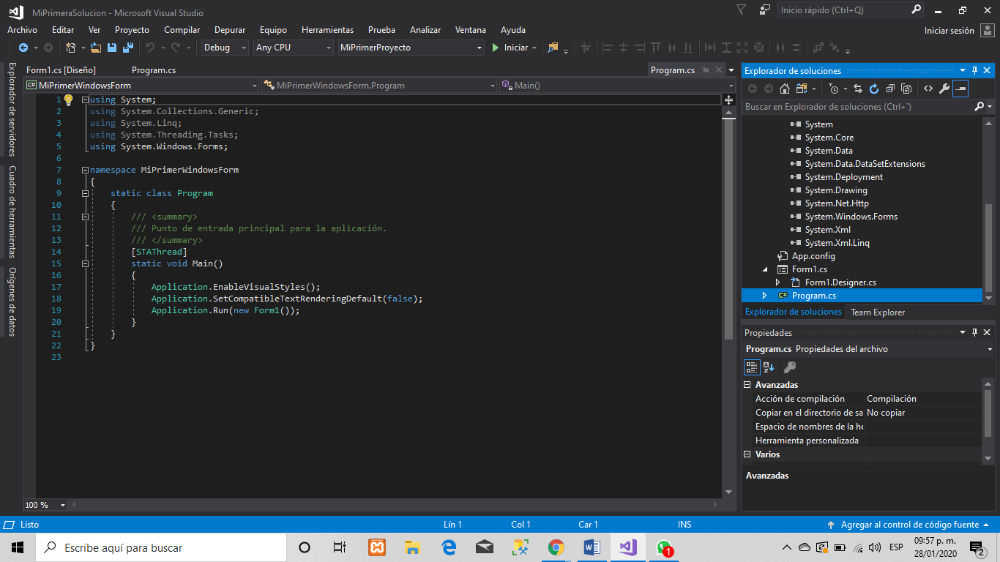 MiPrimeraSolucion - Microsoft Visual Studio
Inicio rápido (Ctrl+Q)
Archivo Editar Ver Proyecto Compilar Depurar Equipo Herramientas Prueba Analizar Ventana Ayuda
Iniciar sesión
Debug Any CPU MiPrimerProyecto Iniciar
Explorador de servidores
Cuadro de herramientas
Orígenes de datos
Form1.cs [Diseño] Program.cs Program.cs
C# MiPrimerWindowsForm MiPrimerWindowsForm.Program Main()
1 using System;
2 using System.Collections.Generic;
3 using System.Linq;
4 using System.Threading.Tasks;
5 using System.Windows.Forms;
6
7 namespace MiPrimerWindowsForm
8 {
9 static class Program
10 {
11 /// <summary>
12 /// Punto de entrada principal para la aplicación.
13 /// </summary>
14 [STAThread]
15 static void Main()
16 {
17 Application.EnableVisualStyles();
18 Application.SetCompatibleTextRenderingDefault(false);
19 Application.Run(new Form1());
20 }
21 }
22 }
23
100 %
Explorador de soluciones
Buscar en Explorador de soluciones (Ctrl+`)
System
System.Core
System.Data
System.Data.DataSetExtensions
System.Deployment
System.Drawing
System.Net.Http
System.Windows.Forms
System.Xml
System.Xml.Linq
App.config
Form1.cs
Form1.Designer.cs
C# Program.cs
Explorador de soluciones Team Explorer
Propiedades
Program.cs Propiedades del archivo
Avanzadas
Acción de compilación Compilación
Copiar en el directorio de sa No copiar
Espacio de nombres de la he
Herramienta personalizada
Varios
Avanzadas
Listo Lín 1 Col 1 Car 1 INS Agregar al control de código fuente
Escribe aquí para buscar
1
ESP
09:57 p. m.
28/01/2020
2